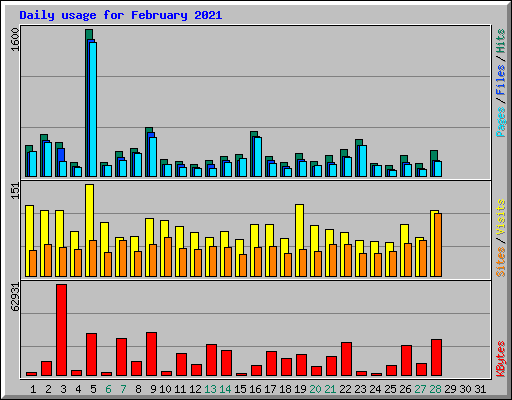 Daily usage for February 2021
1600
Pages / Files / Hits
151
Sites / Visits
62931
KBytes
1 2 3 4 5 6 7 8 9 10 11 12 13 14 15 16 17 18 19 20 21 22 23 24 25 26 27 28 29 30 31